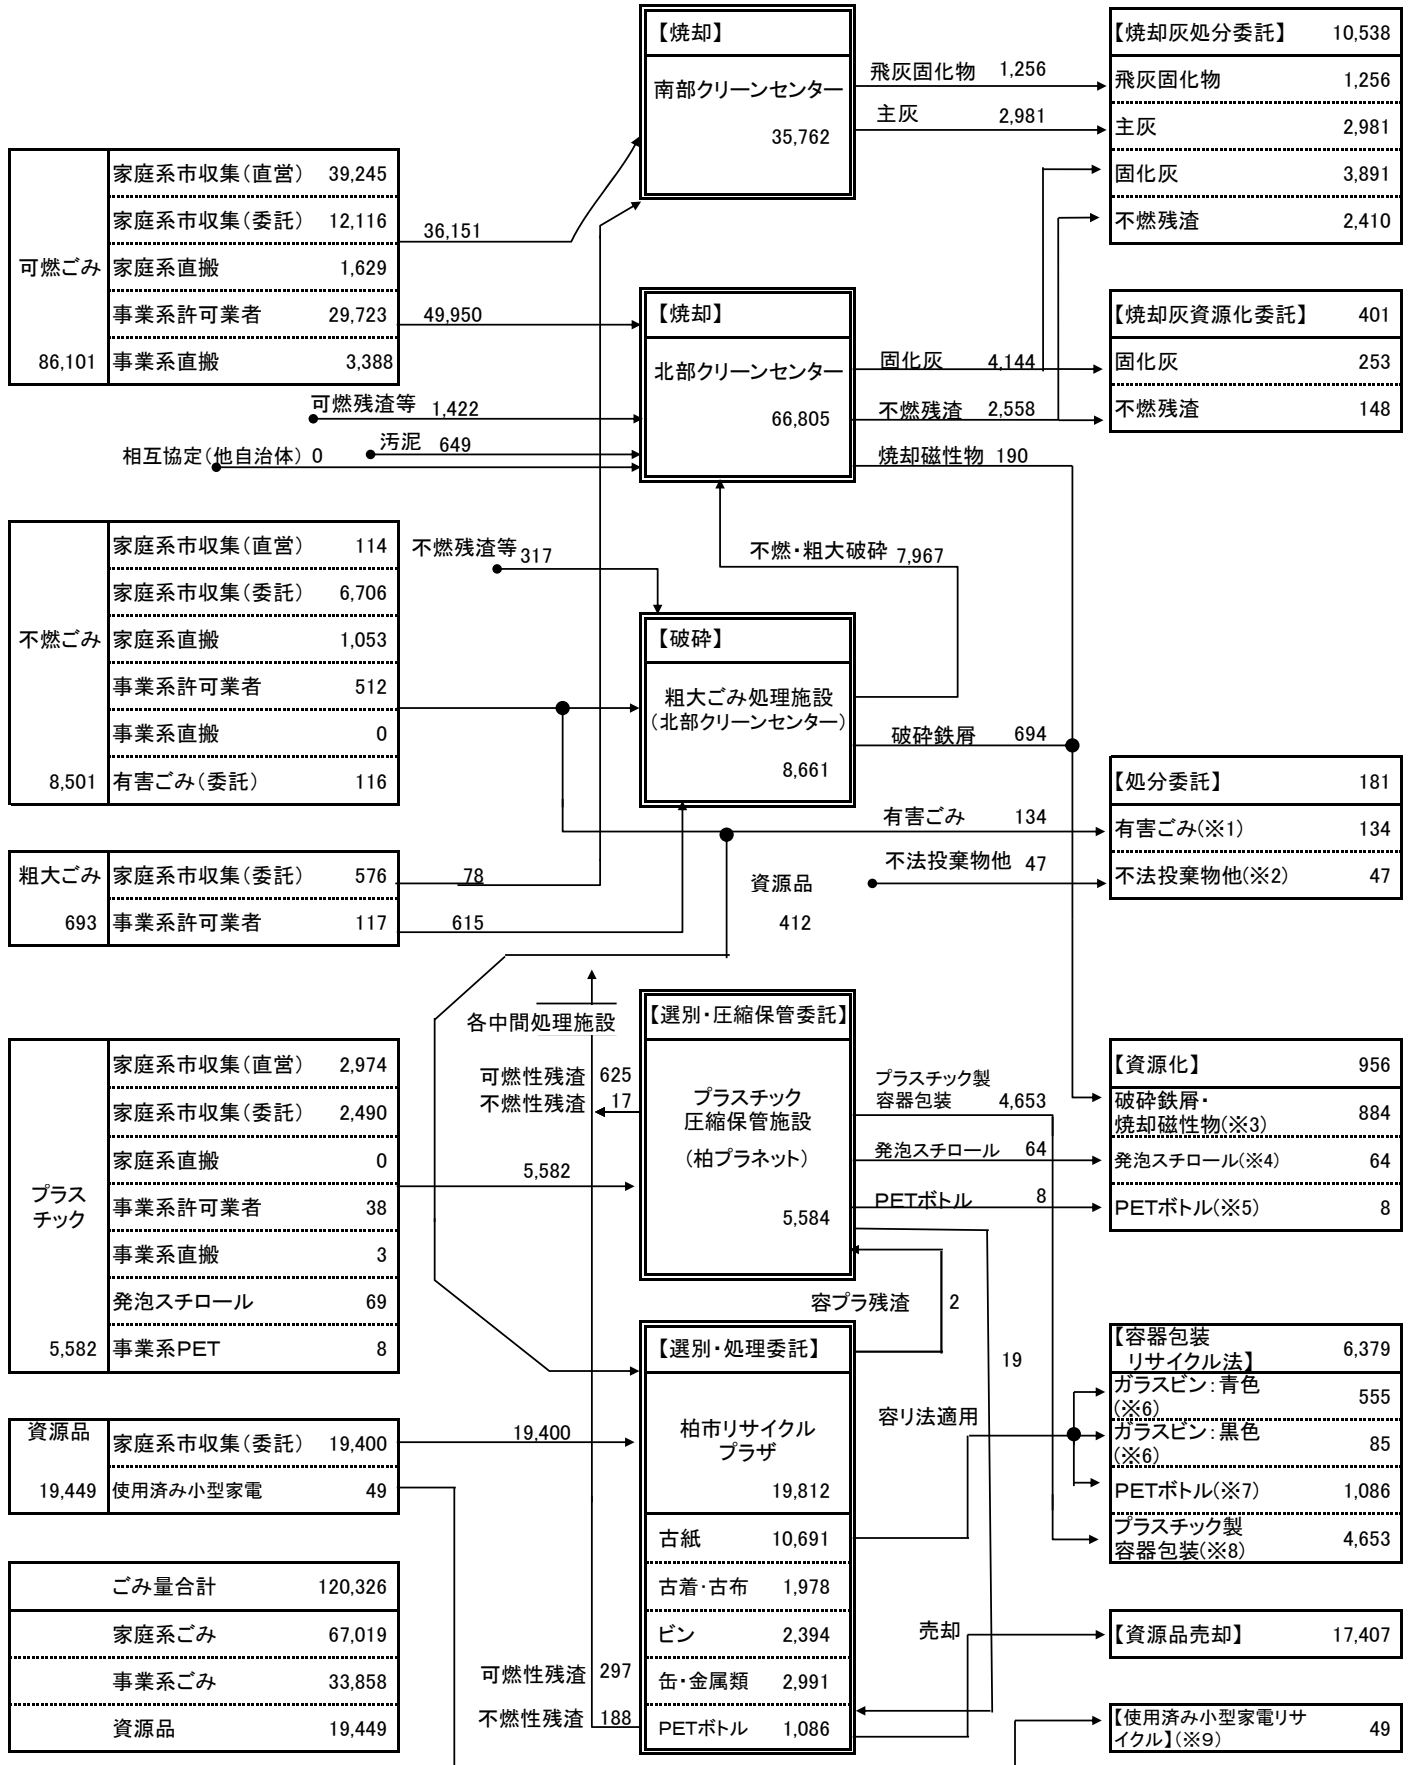 可燃ごみ
86,101
家庭系市収集(直営) 39,245
家庭系市収集(委託) 12,116
家庭系直搬 1,629
事業系許可業者 29,723
事業系直搬 3,388
36,151
49,950
可燃残渣等 1,422
汚泥 649
相互協定(他自治体) 0
不燃ごみ
8,501
家庭系市収集(直営) 114
家庭系市収集(委託) 6,706
家庭系直搬 1,053
事業系許可業者 512
事業系直搬 0
有害ごみ(委託) 116
不燃残渣等 317
粗大ごみ
693
家庭系市収集(委託) 576
事業系許可業者 117
78
615
プラス
チック
5,582
家庭系市収集(直営) 2,974
家庭系市収集(委託) 2,490
家庭系直搬 0
事業系許可業者 38
事業系直搬 3
発泡スチロール 69
事業系PET 8
5,582
資源品
19,449
家庭系市収集(委託) 19,400
使用済み小型家電 49
19,400
ごみ量合計 120,326
家庭系ごみ 67,019
事業系ごみ 33,858
資源品 19,449
【焼却】
南部クリーンセンター
35,762
飛灰固化物 1,256
主灰 2,981
【焼却】
北部クリーンセンター
66,805
固化灰 4,144
不燃残渣 2,558
焼却磁性物 190
不燃・粗大破砕 7,967
【破砕】
粗大ごみ処理施設
(北部クリーンセンター)
8,661
破砕鉄屑 694
有害ごみ 134
不法投棄物他 47
資源品
412
各中間処理施設
可燃性残渣 625
不燃性残渣 17
【選別・圧縮保管委託】
プラスチック
圧縮保管施設
(柏プラネット)
5,584
プラスチック製
容器包装 4,653
発泡スチロール 64
PETボトル 8
容プラ残渣 2
19
【選別・処理委託】
柏市リサイクル
プラザ
19,812
古紙 10,691
古着・古布 1,978
ビン 2,394
缶・金属類 2,991
PETボトル 1,086
可燃性残渣 297
不燃性残渣 188
容リ法適用
売却
【焼却灰処分委託】 10,538
飛灰固化物 1,256
主灰 2,981
固化灰 3,891
不燃残渣 2,410
【焼却灰資源化委託】 401
固化灰 253
不燃残渣 148
【処分委託】 181
有害ごみ(※1) 134
不法投棄物他(※2) 47
【資源化】 956
破砕鉄屑・
焼却磁性物(※3) 884
発泡スチロール(※4) 64
PETボトル(※5) 8
【容器包装
リサイクル法】 6,379
ガラスビン:青色
(※6) 555
ガラスビン:黒色
(※6) 85
PETボトル(※7) 1,086
プラスチック製
容器包装(※8) 4,653
【資源品売却】 17,407
【使用済み小型家電リサ
イクル】(※9) 49